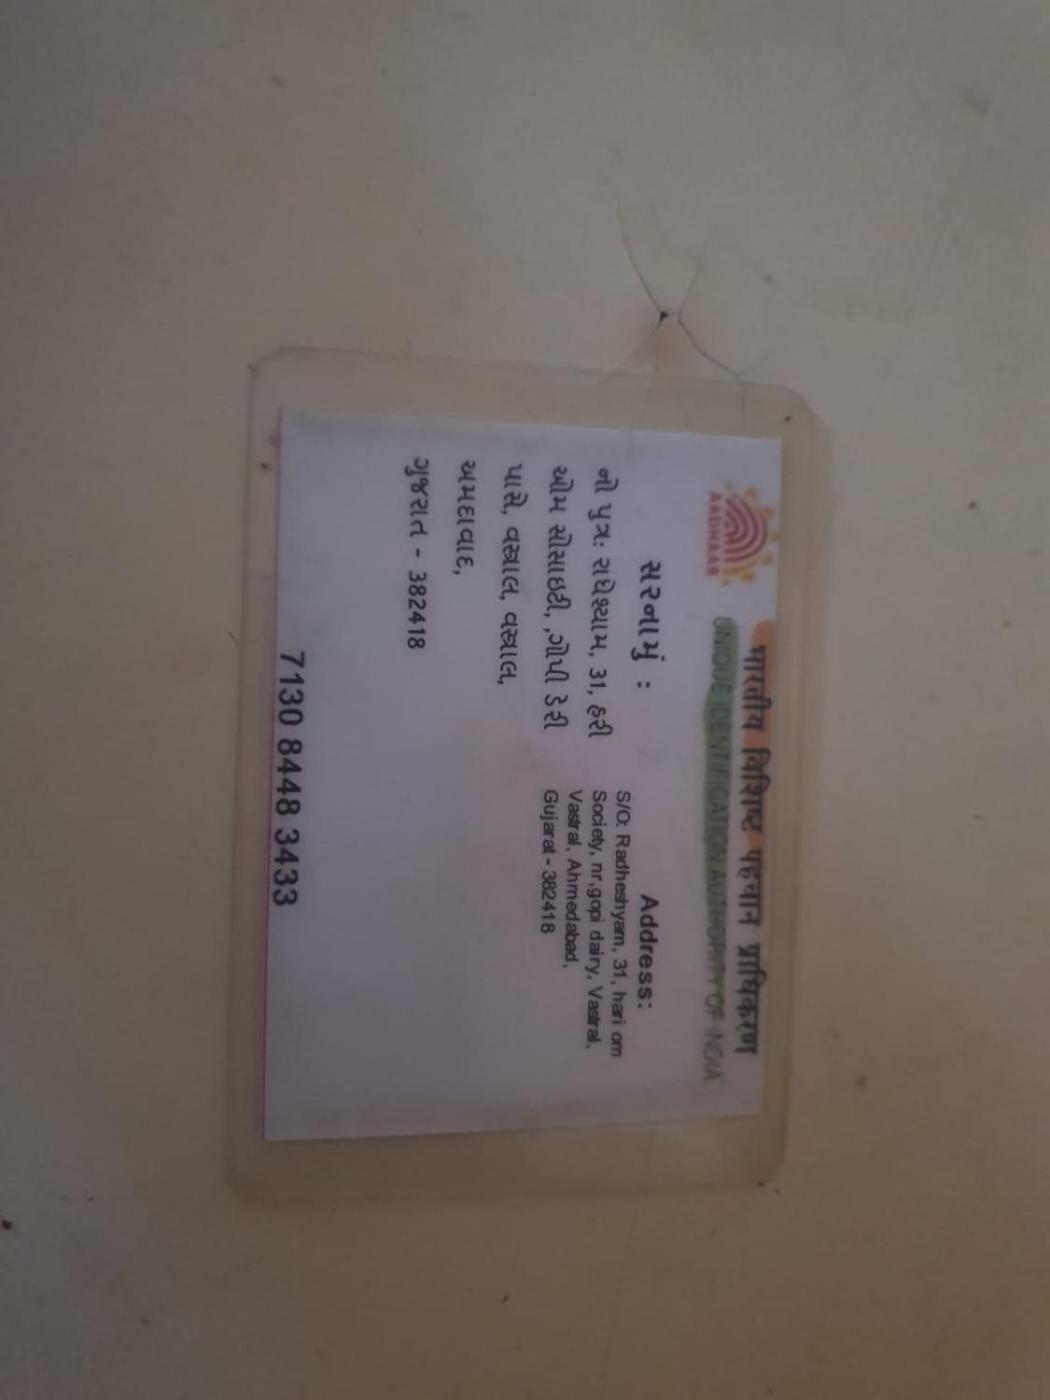 भारतीय विशिष्ट पहचान प्राधिकरण
UNIQUE IDENTIFICATION AUTHORITY OF INDIA
AADHAAR
સરનામું :
નો પુત્ર: રાધેશ્યામ, 31, હરી
ઓમ સોસાઇટી, ,ગોપી ડેરી
પાસે, વસ્ત્રાલ, વસ્ત્રાલ,
અમદાવાદ,
ગુજરાત - 382418
Address:
S/O: Radheshyam, 31, hari om
Society, nr,gopi dairy, Vastral,
Vastral, Ahmedabad,
Gujarat - 382418
7130 8448 3433